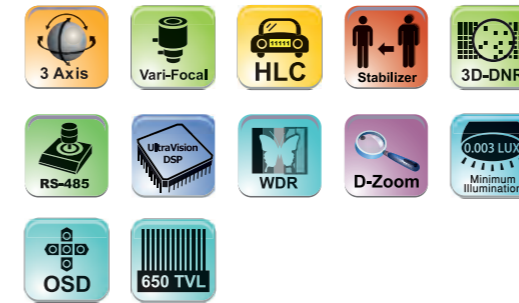 3 Axis
Vari-Focal
HLC
Stabilizer
3D-DNR
RS-485
UltraVision
DSP
WDR
D-Zoom
0.003 LUX
Minimum
Illumination
OSD
650 TVL